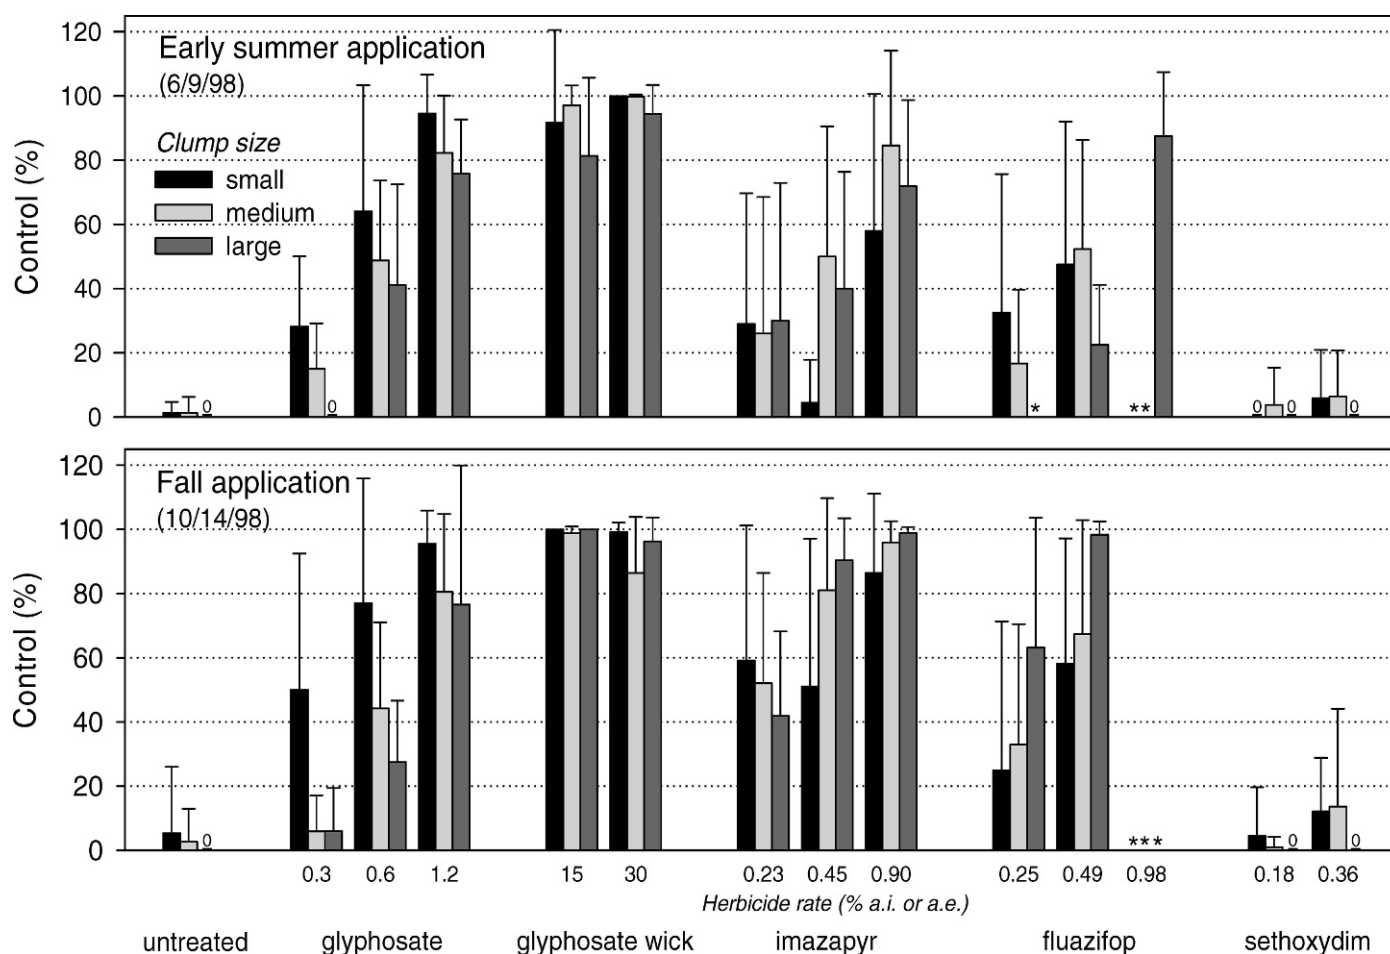 Early summer application
(6/9/98)
Clump size
small
medium
large
Control (%)
120
100
80
60
40
20
0
0 0 * ** 0 0 0
Fall application
(10/14/98)
Control (%)
120
100
80
60
40
20
0
0 *** 0 0
0.3 0.6 1.2 15 30 0.23 0.45 0.90 0.25 0.49 0.98 0.18 0.36
Herbicide rate (% a.i. or a.e.)
untreated glyphosate glyphosate wick imazapyr fluazifop sethoxydim